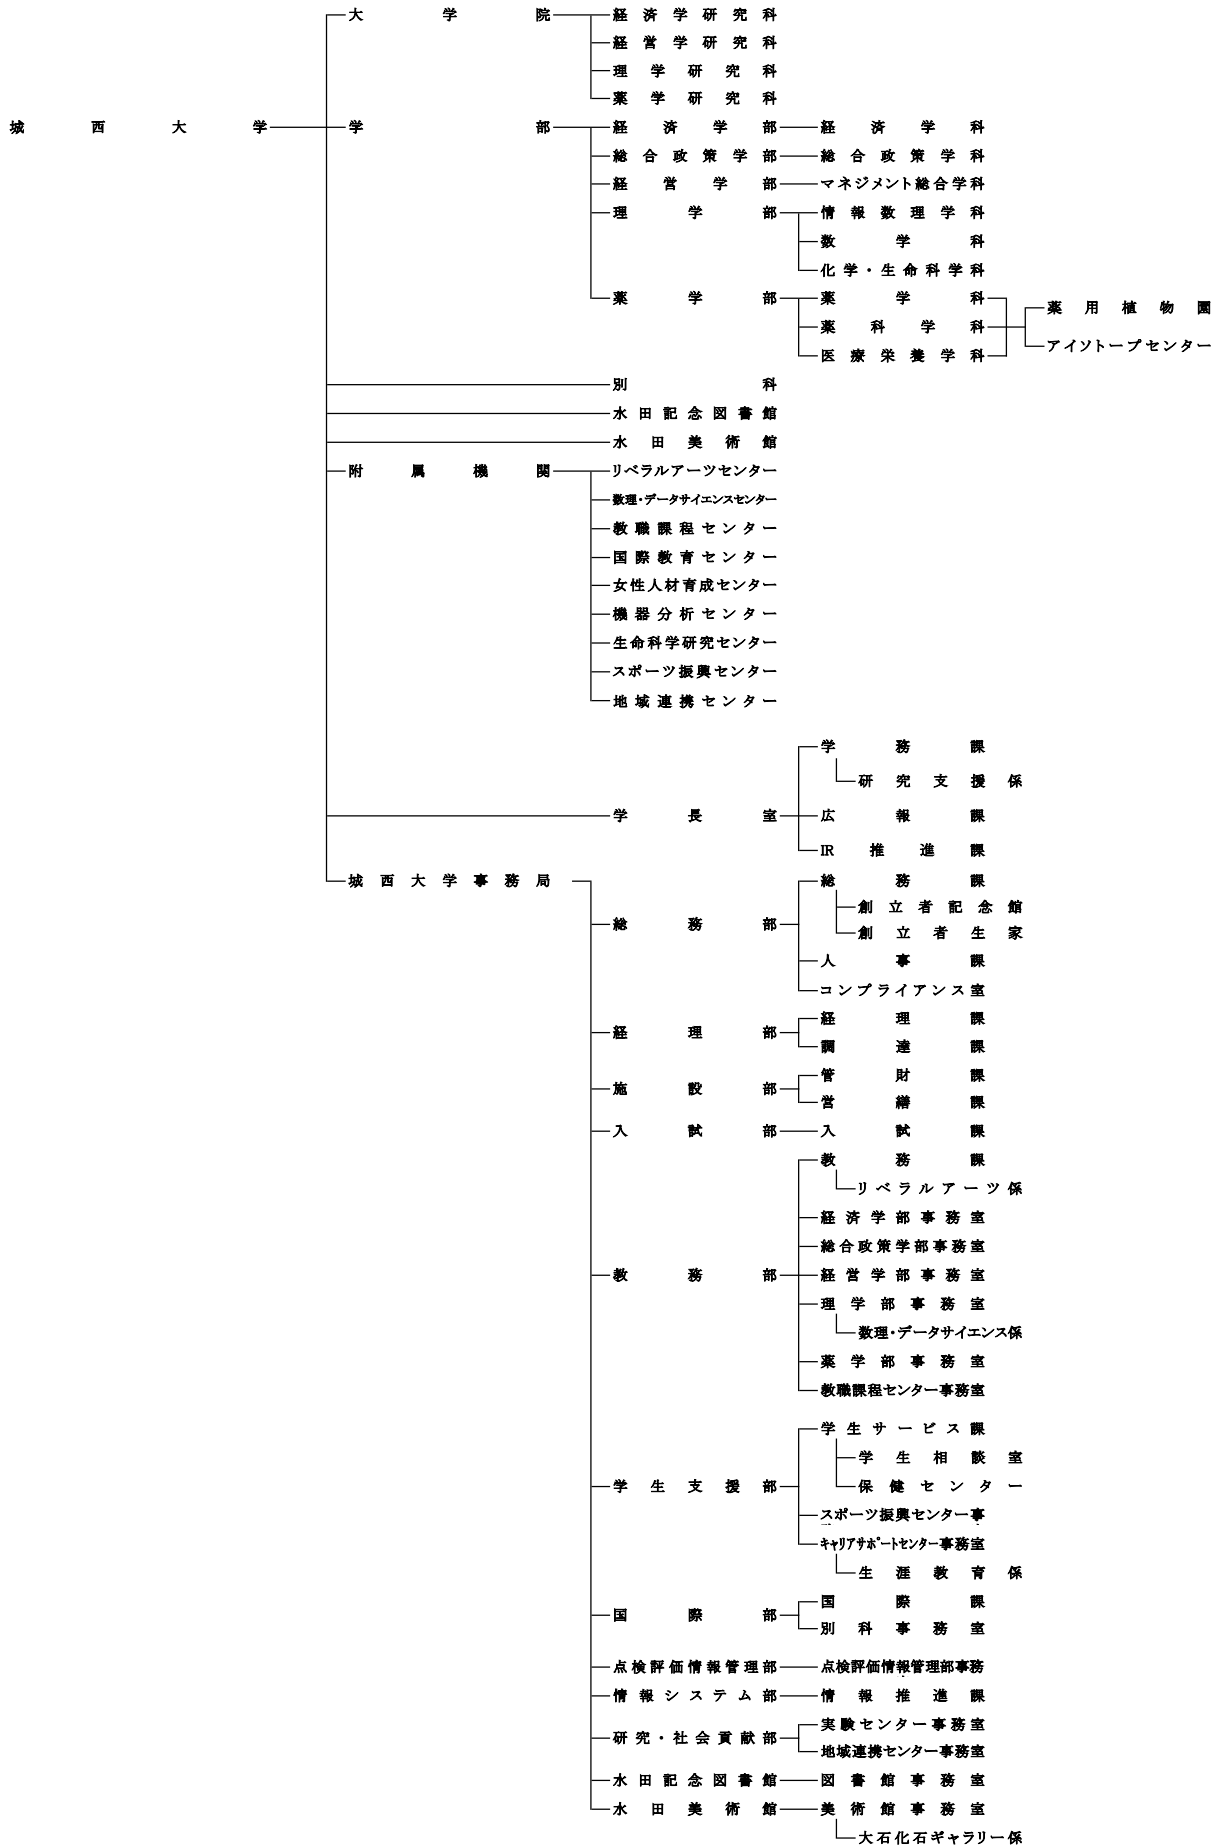 大学院 経済学研究科
経営学研究科
理学研究科
薬学研究科
城西大学 学部 経済学部 経済学科
総合政策学部 総合政策学科
経営学部 マネジメント総合学科
理学部 情報数理学科
数学科
化学・生命科学科
薬学部 薬学科
薬用植物園
薬科学科
アイソトープセンター
医療栄養学科
別科
水田記念図書館
水田美術館
附属機関 リベラルアーツセンター
数理・データサイエンスセンター
教職課程センター
国際教育センター
女性人材育成センター
機器分析センター
生命科学研究センター
スポーツ振興センター
地域連携センター
学務課
研究支援係
学長室 広報課
IR推進課
城西大学事務局 総務課
創立者記念館
総務部
創立者生家
人事課
コンプライアンス室
経理課
経理部
調達課
管財課
施設部
営繕課
入試部 入試課
教務課
リベラルアーツ係
経済学部事務室
総合政策学部事務室
教務部 経営学部事務室
理学部事務室
数理・データサイエンス係
薬学部事務室
教職課程センター事務室
学生サービス課
学生相談室
学生支援部 保健センター
スポーツ振興センター事
キャリアサポートセンター事務室
生涯教育係
国際課
国際部
別科事務室
点検評価情報管理部 点検評価情報管理部事務
情報システム部 情報推進課
実験センター事務室
研究・社会貢献部
地域連携センター事務室
水田記念図書館 図書館事務室
水田美術館 美術館事務室
大石化石ギャラリー係